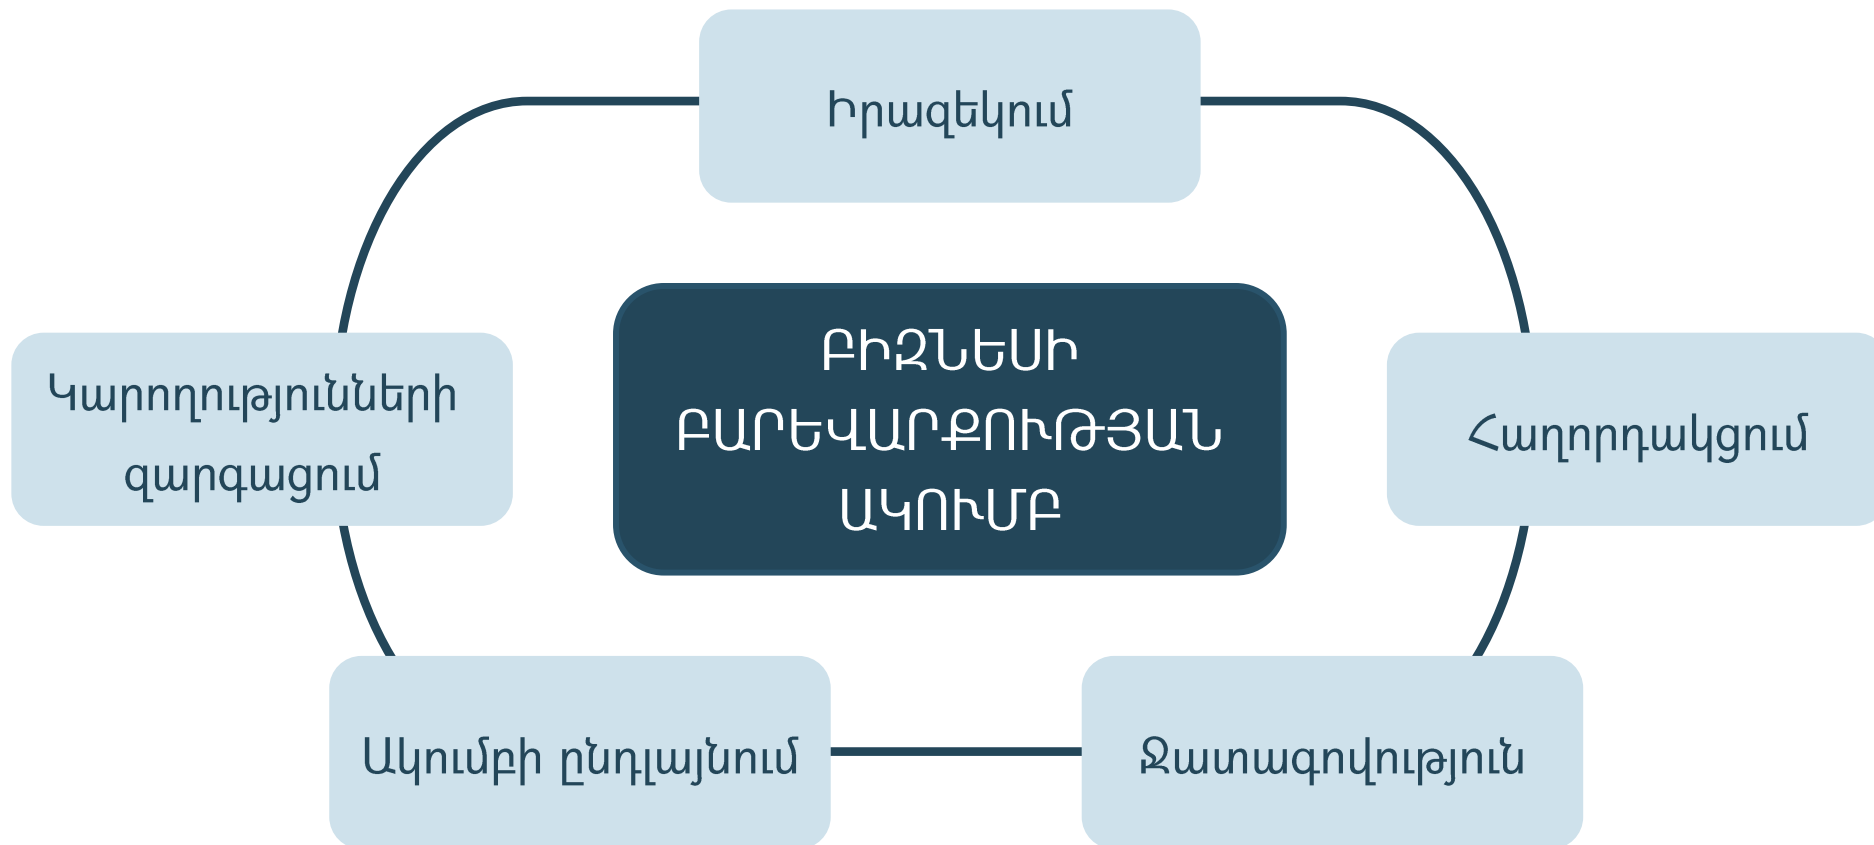 Իրազեկում
ԲԻԶՆԵՍԻ
ԲԱՐԵՎԱՐՔՈՒԹՅԱՆ
ԱԿՈՒՄԲ
Կարողությունների
զարգացում
Հաղորդակցում
Ակումբի ընդլայնում
Ջատագովություն